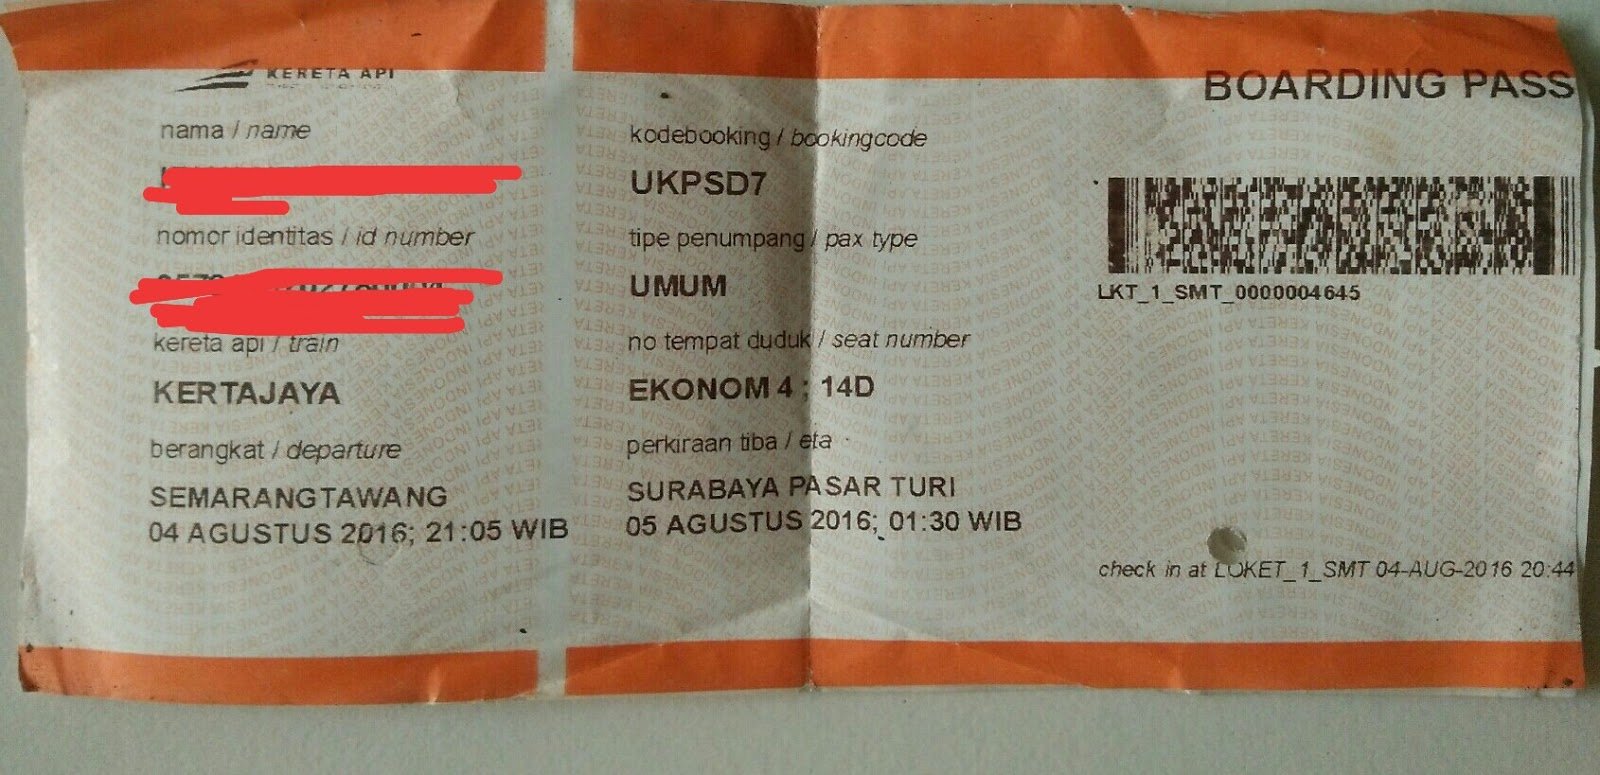 KERETA API
BOARDING PASS
nama / name
nomor identitas / id number
kereta api / train
KERTAJAYA
berangkat / departure
SEMARANGTAWANG
04 AGUSTUS 2016; 21:05 WIB
kodebooking / bookingcode
UKPSD7
tipe penumpang / pax type
UMUM
no tempat duduk / seat number
EKONOM 4 ; 14D
perkiraan tiba / eta
SURABAYA PASAR TURI
05 AGUSTUS 2016; 01:30 WIB
LKT_1_SMT_0000004645
check in at LOKET_1_SMT 04-AUG-2016 20:44